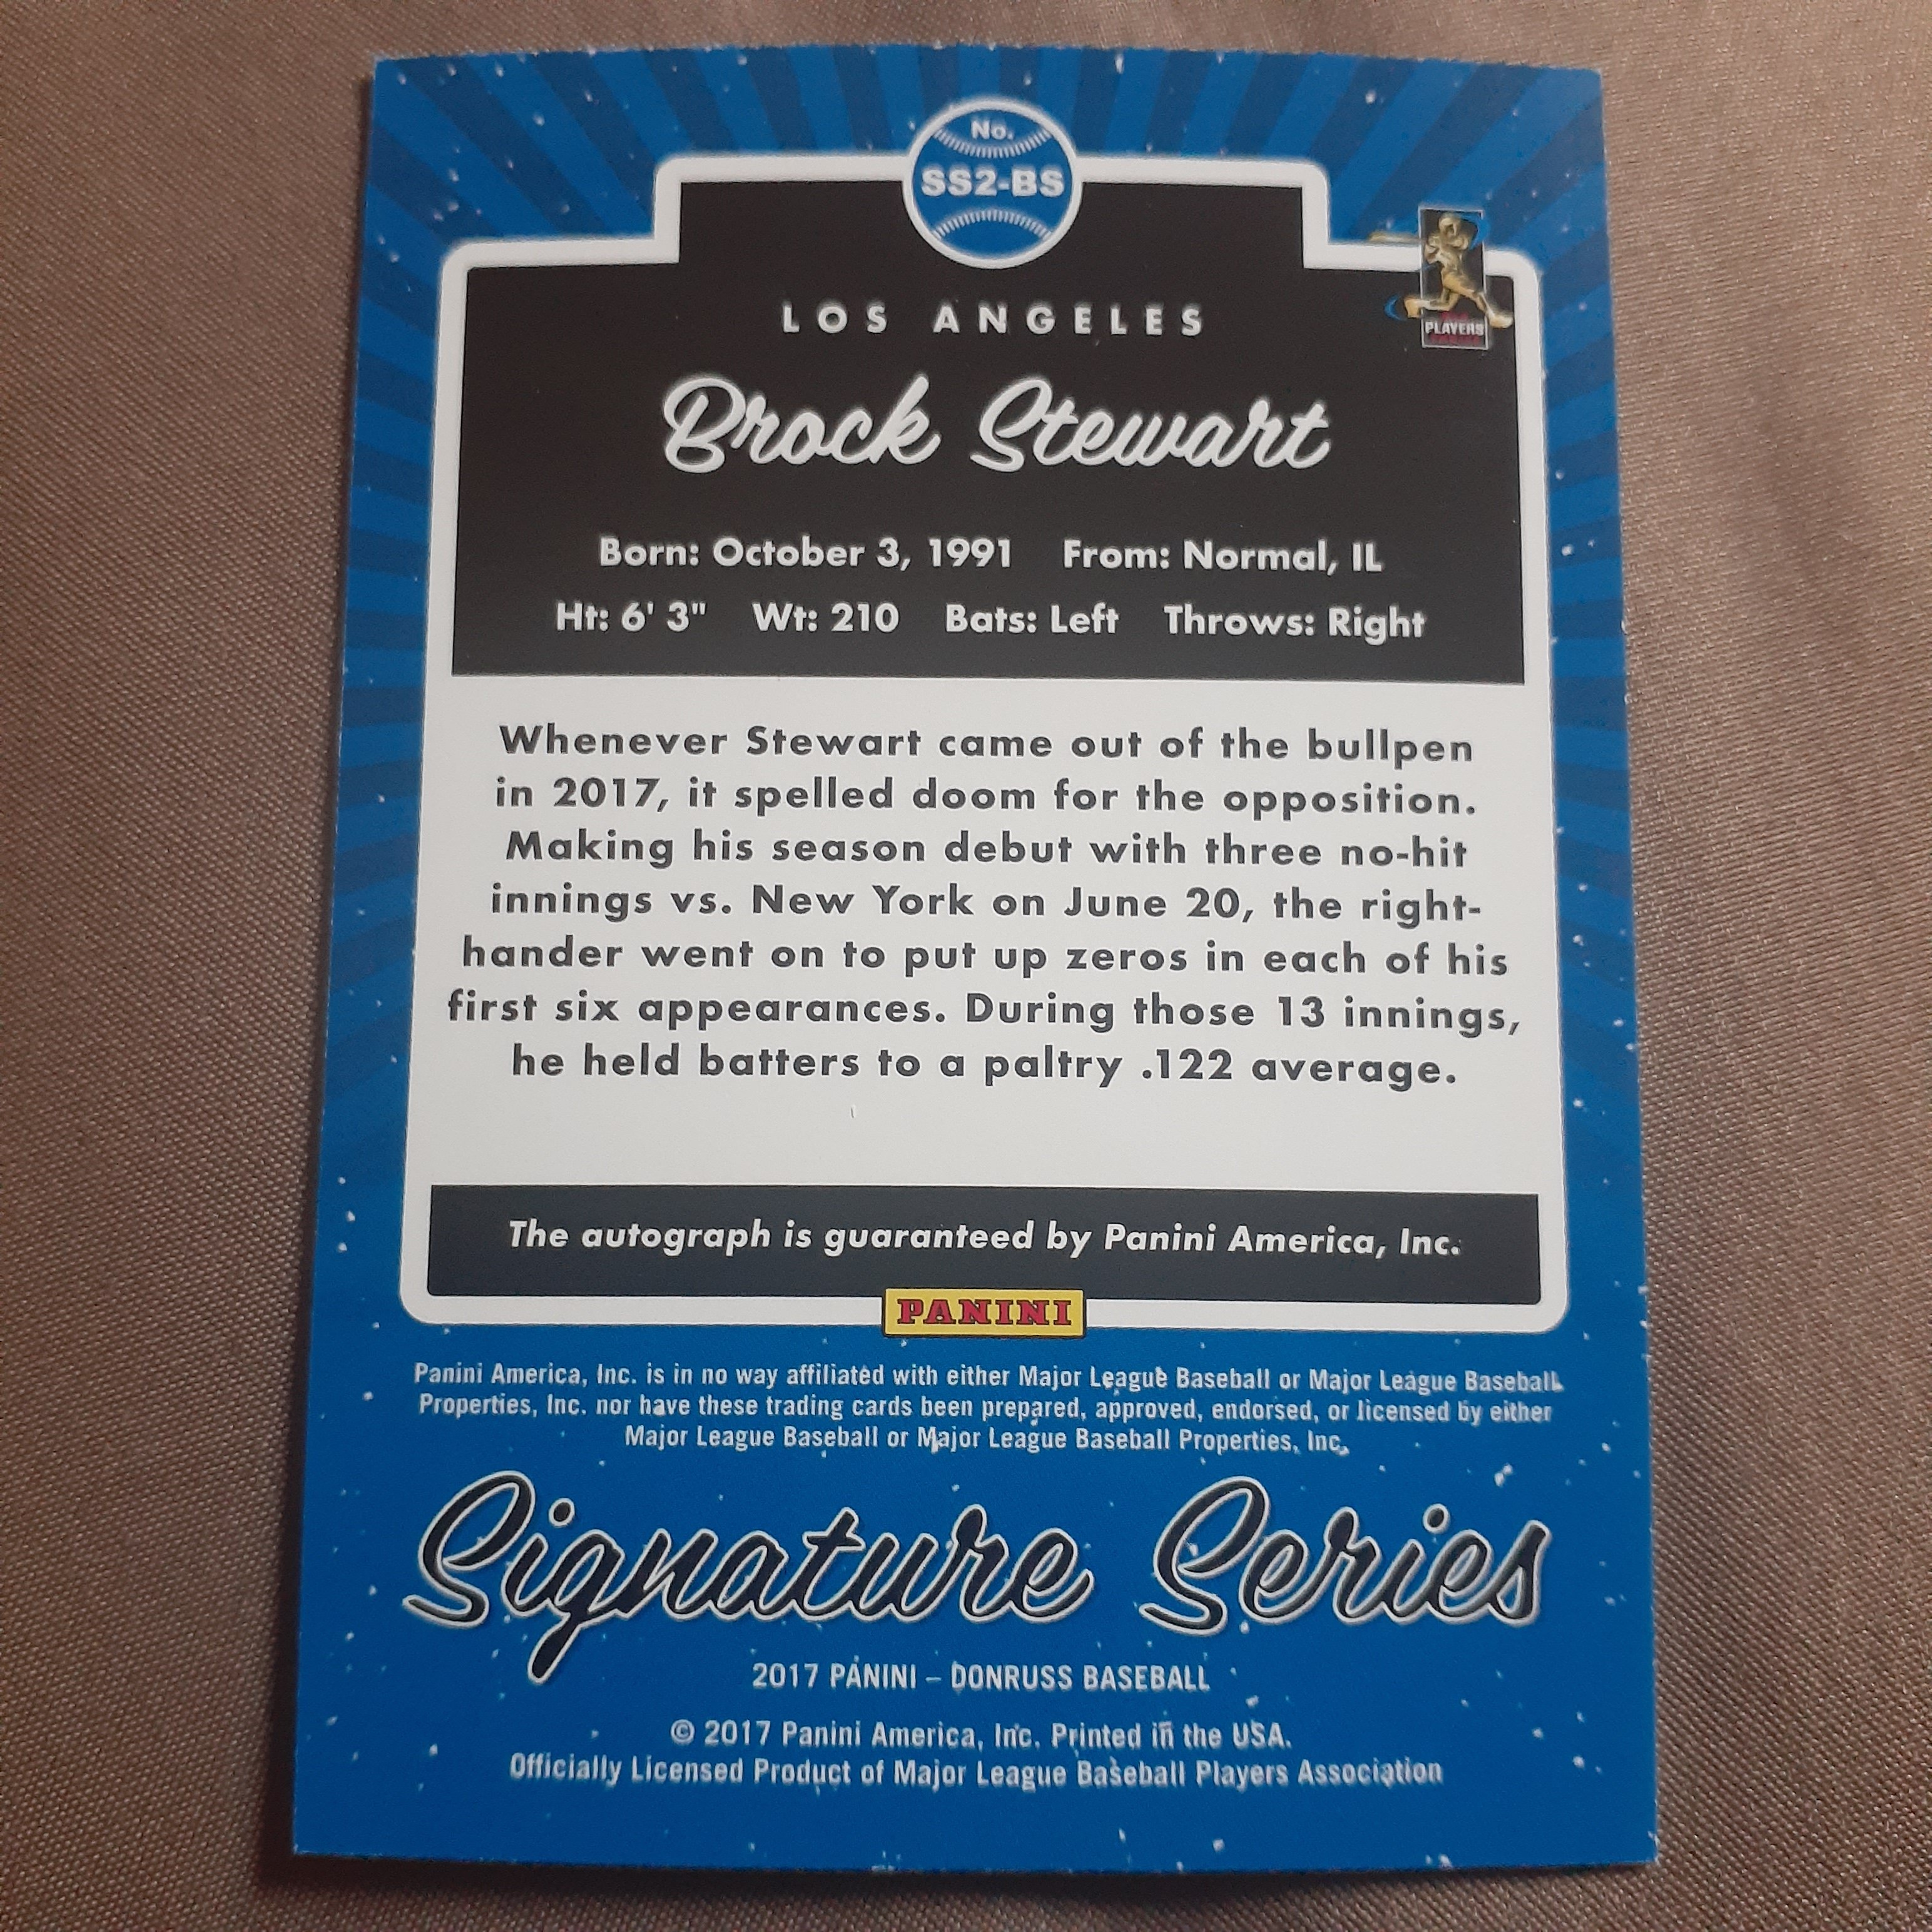 No.
SS2-BS
PLAYERS
LOS ANGELES
Brock Stewart
Born: October 3, 1991 From: Normal, IL
Ht: 6' 3" Wt: 210 Bats: Left Throws: Right
Whenever Stewart came out of the bullpen
in 2017, it spelled doom for the opposition.
Making his season debut with three no-hit
innings vs. New York on June 20, the right-
hander went on to put up zeros in each of his
first six appearances. During those 13 innings,
he held batters to a paltry .122 average.
The autograph is guaranteed by Panini America, Inc.
PANINI
Panini America, Inc. is in no way affiliated with either Major League Baseball or Major League Baseball
Properties, Inc. nor have these trading cards been prepared, approved, endorsed, or licensed by either
Major League Baseball or Major League Baseball Properties, Inc.
Signature Series
2017 PANINI – DONRUSS BASEBALL
© 2017 Panini America, Inc. Printed in the USA.
Officially Licensed Product of Major League Baseball Players Association